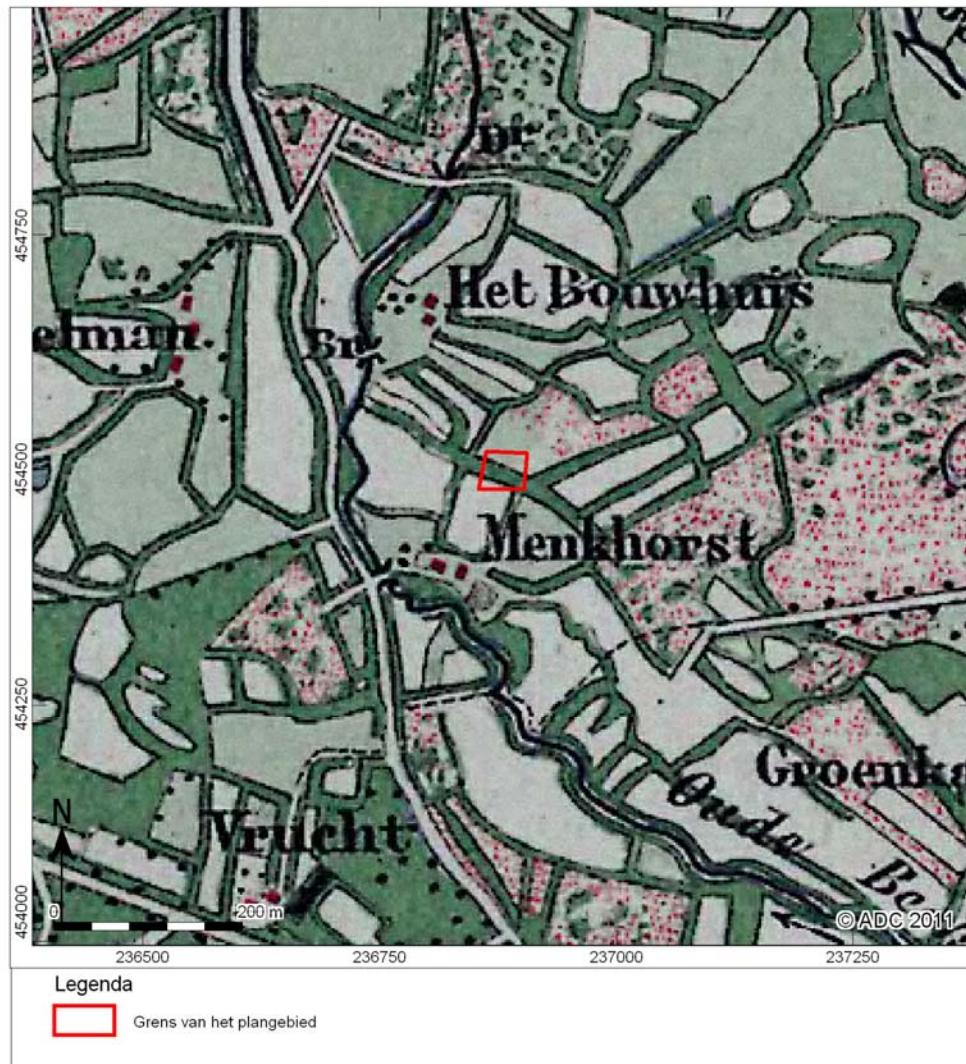 Dr
454750
Het Bouwhuis
elman
Br
454500
Menkhorst
454250
Groenka
Oude
Be
Vrucht
N
454000
0
200 m
© ADC 2011
236500
236750
237000
237250
Legenda
Grens van het plangebied